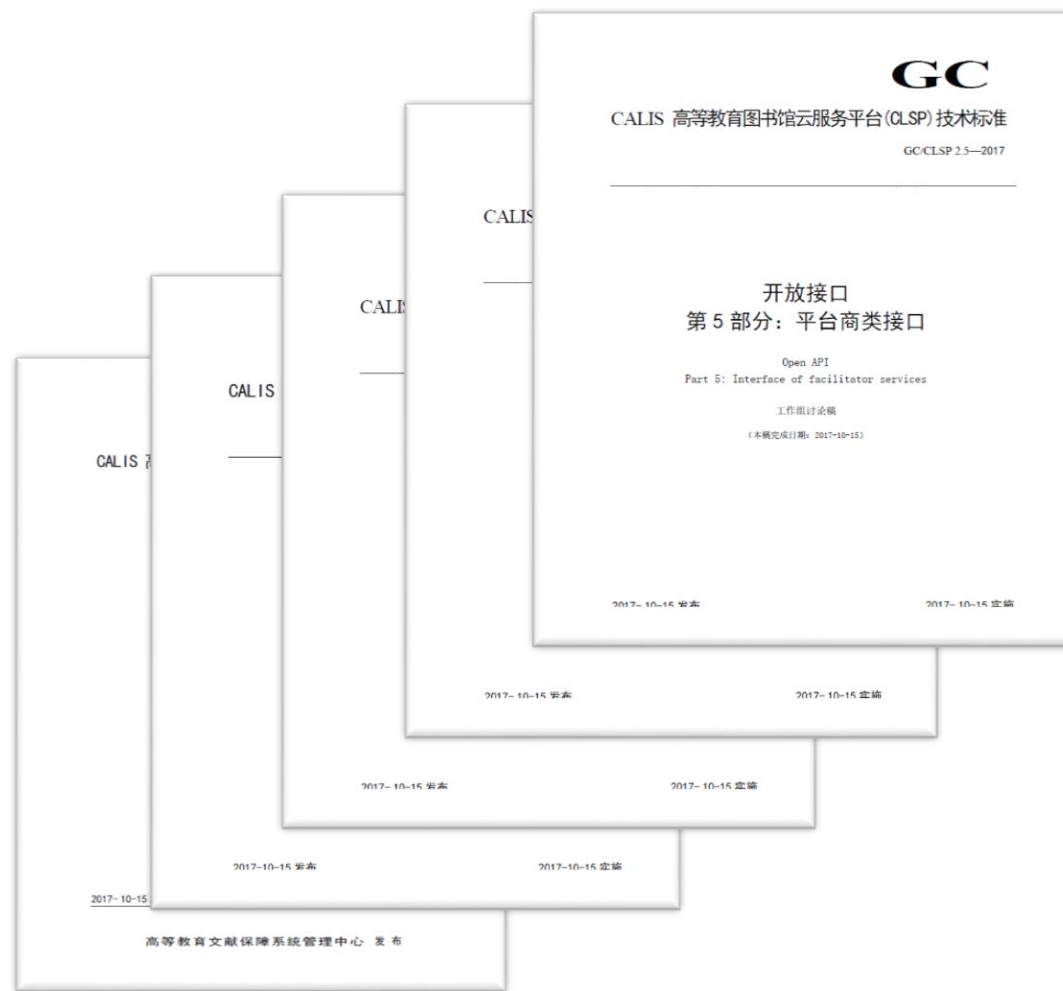 GC
CALIS 高等教育图书馆云服务平台(CLSP)技术标准
GC/CLSP 2.5—2017
开放接口
第 5 部分：平台商类接口
Open API
Part 5: Interface of facilitator services
工作组讨论稿
（本稿完成日期：2017-10-15）
2017-10-15 发布
2017-10-15 实施
CALIS
2017-10-15 发布
2017-10-15 实施
CALIS
2017-10-15 发布
2017-10-15 实施
CALIS
2017-10-15 发布
2017-10-15 实施
CALIS
2017-10-15
高等教育文献保障系统管理中心 发布